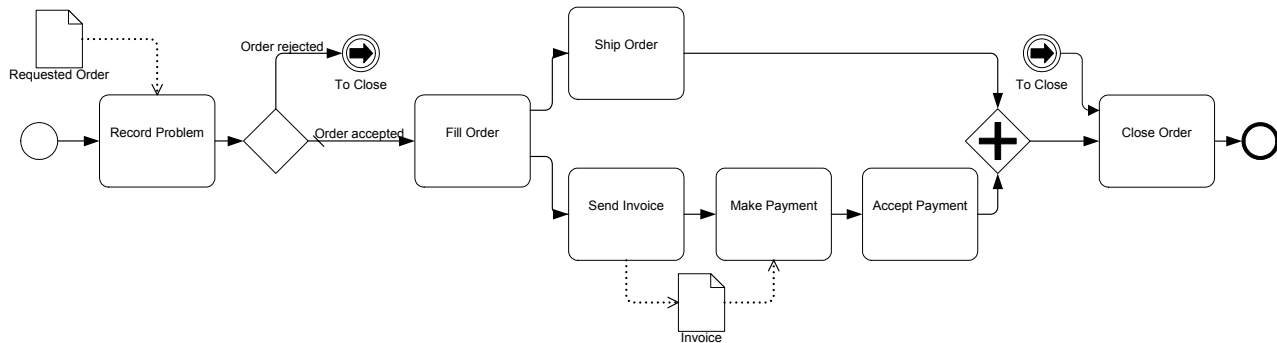 Requested Order
Record Problem
Order rejected
To Close
Order accepted
Fill Order
Ship Order
Send Invoice
Make Payment
Accept Payment
Invoice
To Close
Close Order